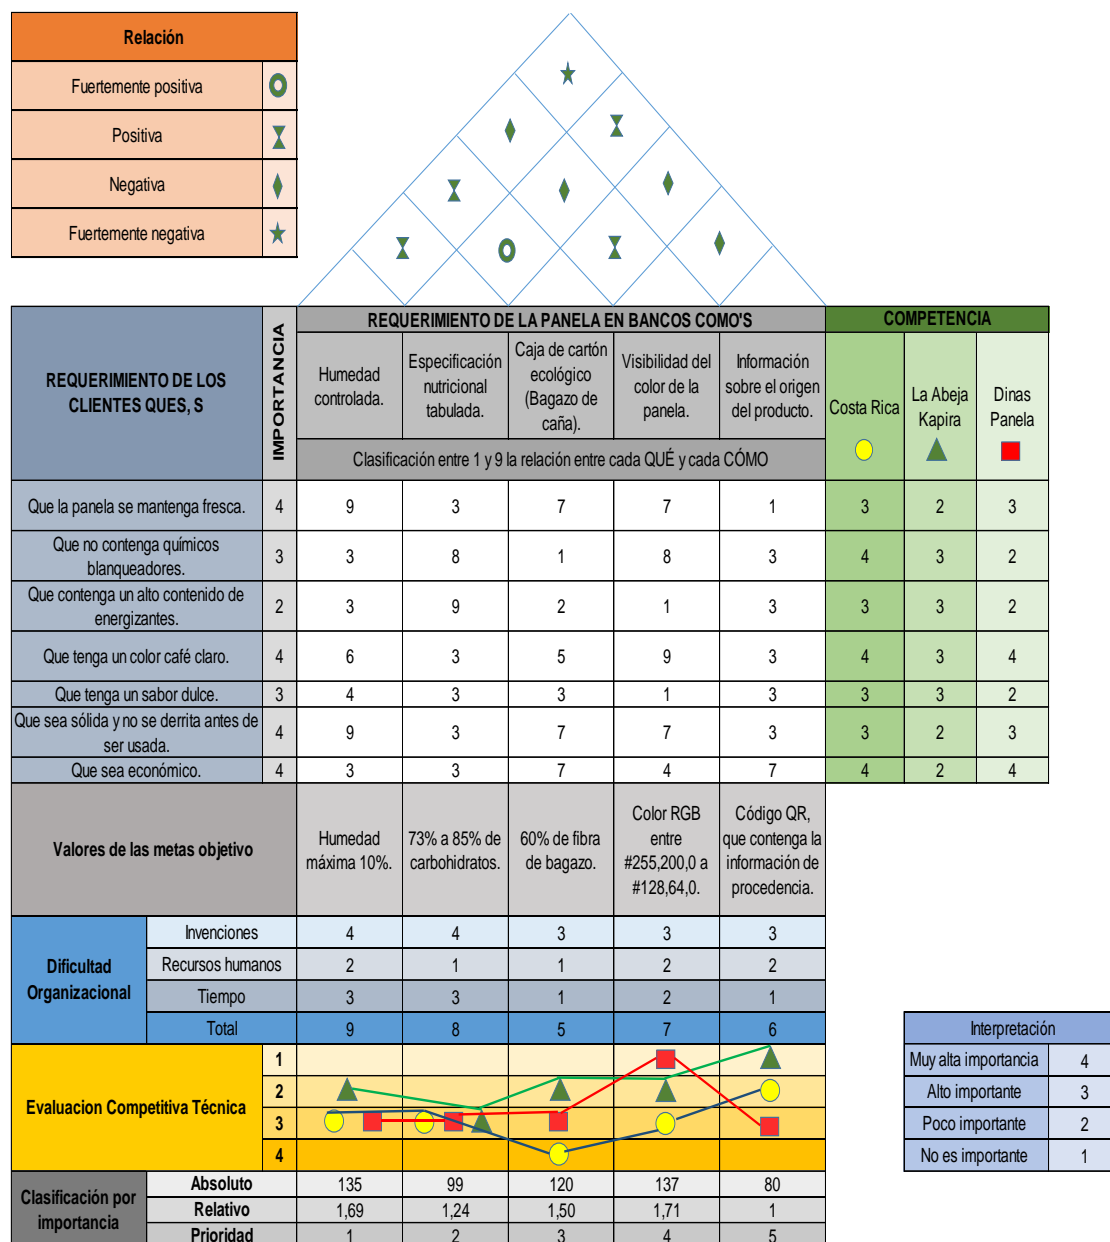 Relación
Fuertemente positiva
Positiva
Negativa
Fuertemente negativa
REQUERIMIENTO DE LOS
CLIENTES QUES, S
IMPORTANCIA
REQUERIMIENTO DE LA PANELA EN BANCOS COMO'S
COMPETENCIA
Humedad
controlada.
Especificación
nutricional
tabulada.
Caja de cartón
ecológico
(Bagazo de
caña).
Visibilidad del
color de la
panela.
Información
sobre el origen
del producto.
Costa Rica
La Abeja
Kapira
Dinas
Panela
Clasificación entre 1 y 9 la relación entre cada QUÉ y cada CÓMO
Que la panela se mantenga fresca. 4 9 3 7 7 1 3 2 3
Que no contenga químicos
blanqueadores. 3 3 8 1 8 3 4 3 2
Que contenga un alto contenido de
energizantes. 2 3 9 2 1 3 3 3 2
Que tenga un color café claro. 4 6 3 5 9 3 4 3 4
Que tenga un sabor dulce. 3 4 3 3 1 3 3 3 2
Que sea sólida y no se derrita antes de
ser usada. 4 9 3 7 7 3 3 2 3
Que sea económico. 4 3 3 7 4 7 4 2 4
Valores de las metas objetivo
Humedad
máxima 10%.
73% a 85% de
carbohidratos.
60% de fibra
de bagazo.
Color RGB
entre
#255,200,0 a
#128,64,0.
Código QR,
que contenga la
información de
procedencia.
Dificultad
Organizacional
Invenciones 4 4 3 3 3
Recursos humanos 2 1 1 2 2
Tiempo 3 3 1 2 1
Total 9 8 5 7 6
Evaluacion Competitiva Técnica
1
2
3
4
Interpretación
Muy alta importancia 4
Alto importante 3
Poco importante 2
No es importante 1
Clasificación por
importancia
Absoluto 135 99 120 137 80
Relativo 1,69 1,24 1,50 1,71 1
Prioridad 1 2 3 4 5